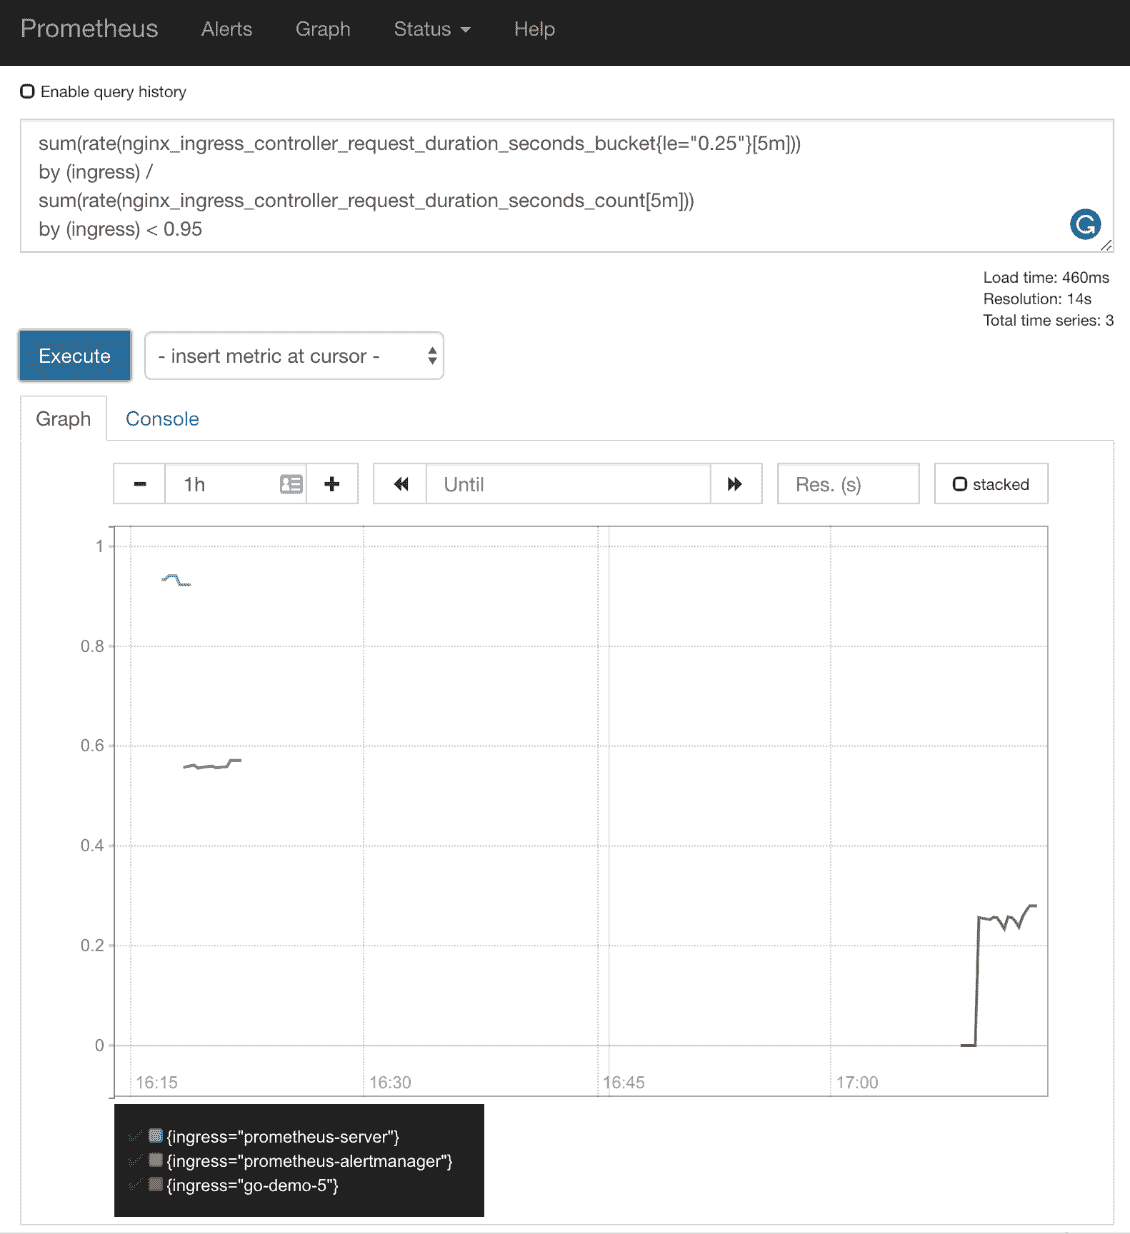 Prometheus Alerts Graph Status Help
Enable query history
sum(rate(nginx_ingress_controller_request_duration_seconds_bucket{le="0.25"}[5m]))
by (ingress) /
sum(rate(nginx_ingress_controller_request_duration_seconds_count[5m]))
by (ingress) < 0.95
G
Load time: 460ms
Resolution: 14s
Total time series: 3
Execute - insert metric at cursor -
Graph Console
- 1h + Until Res. (s) stacked
1
0.8
0.6
0.4
0.2
0
16:15 16:30 16:45 17:00
{ingress="prometheus-server"}
{ingress="prometheus-alertmanager"}
{ingress="go-demo-5"}